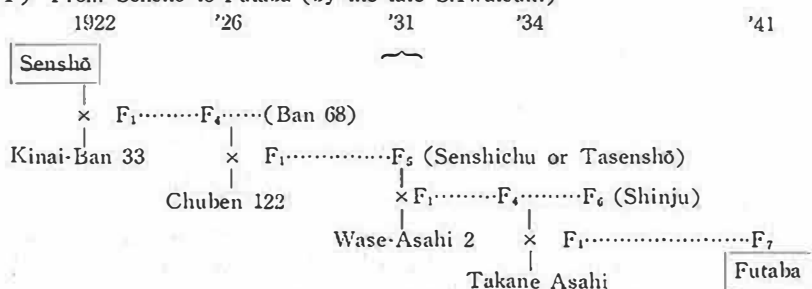 From Senshō to Futaba (by the late
1922 '26 '31 '34 '41
Senshō
× F₁·········F₄······(Ban 68)
Kinai-Ban 33 × F₁··············F₅ (Senshichu or Tasenshō)
Chuben 122 × F₁········F₄········F₆ (Shinju)
Wase-Asahi 2 × F₁·················F₇
Takane Asahi Futaba